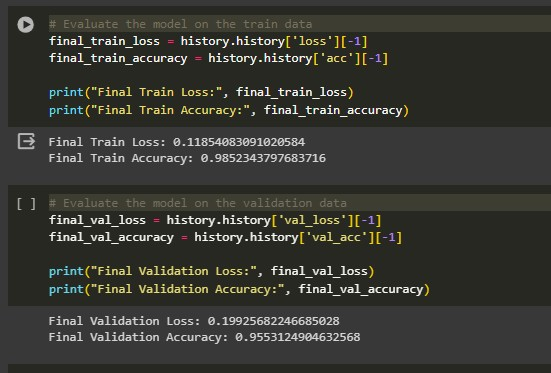 # Evaluate the model on the train data
final_train_loss = history.history['loss'][-1]
final_train_accuracy = history.history['acc'][-1]
print("Final Train Loss:", final_train_loss)
print("Final Train Accuracy:", final_train_accuracy)
Final Train Loss: 0.11854083091020584
Final Train Accuracy: 0.9852343797683716
[ ] # Evaluate the model on the validation data
final_val_loss = history.history['val_loss'][-1]
final_val_accuracy = history.history['val_acc'][-1]
print("Final Validation Loss:", final_val_loss)
print("Final Validation Accuracy:", final_val_accuracy)
Final Validation Loss: 0.19925682246685028
Final Validation Accuracy: 0.9553124904632568